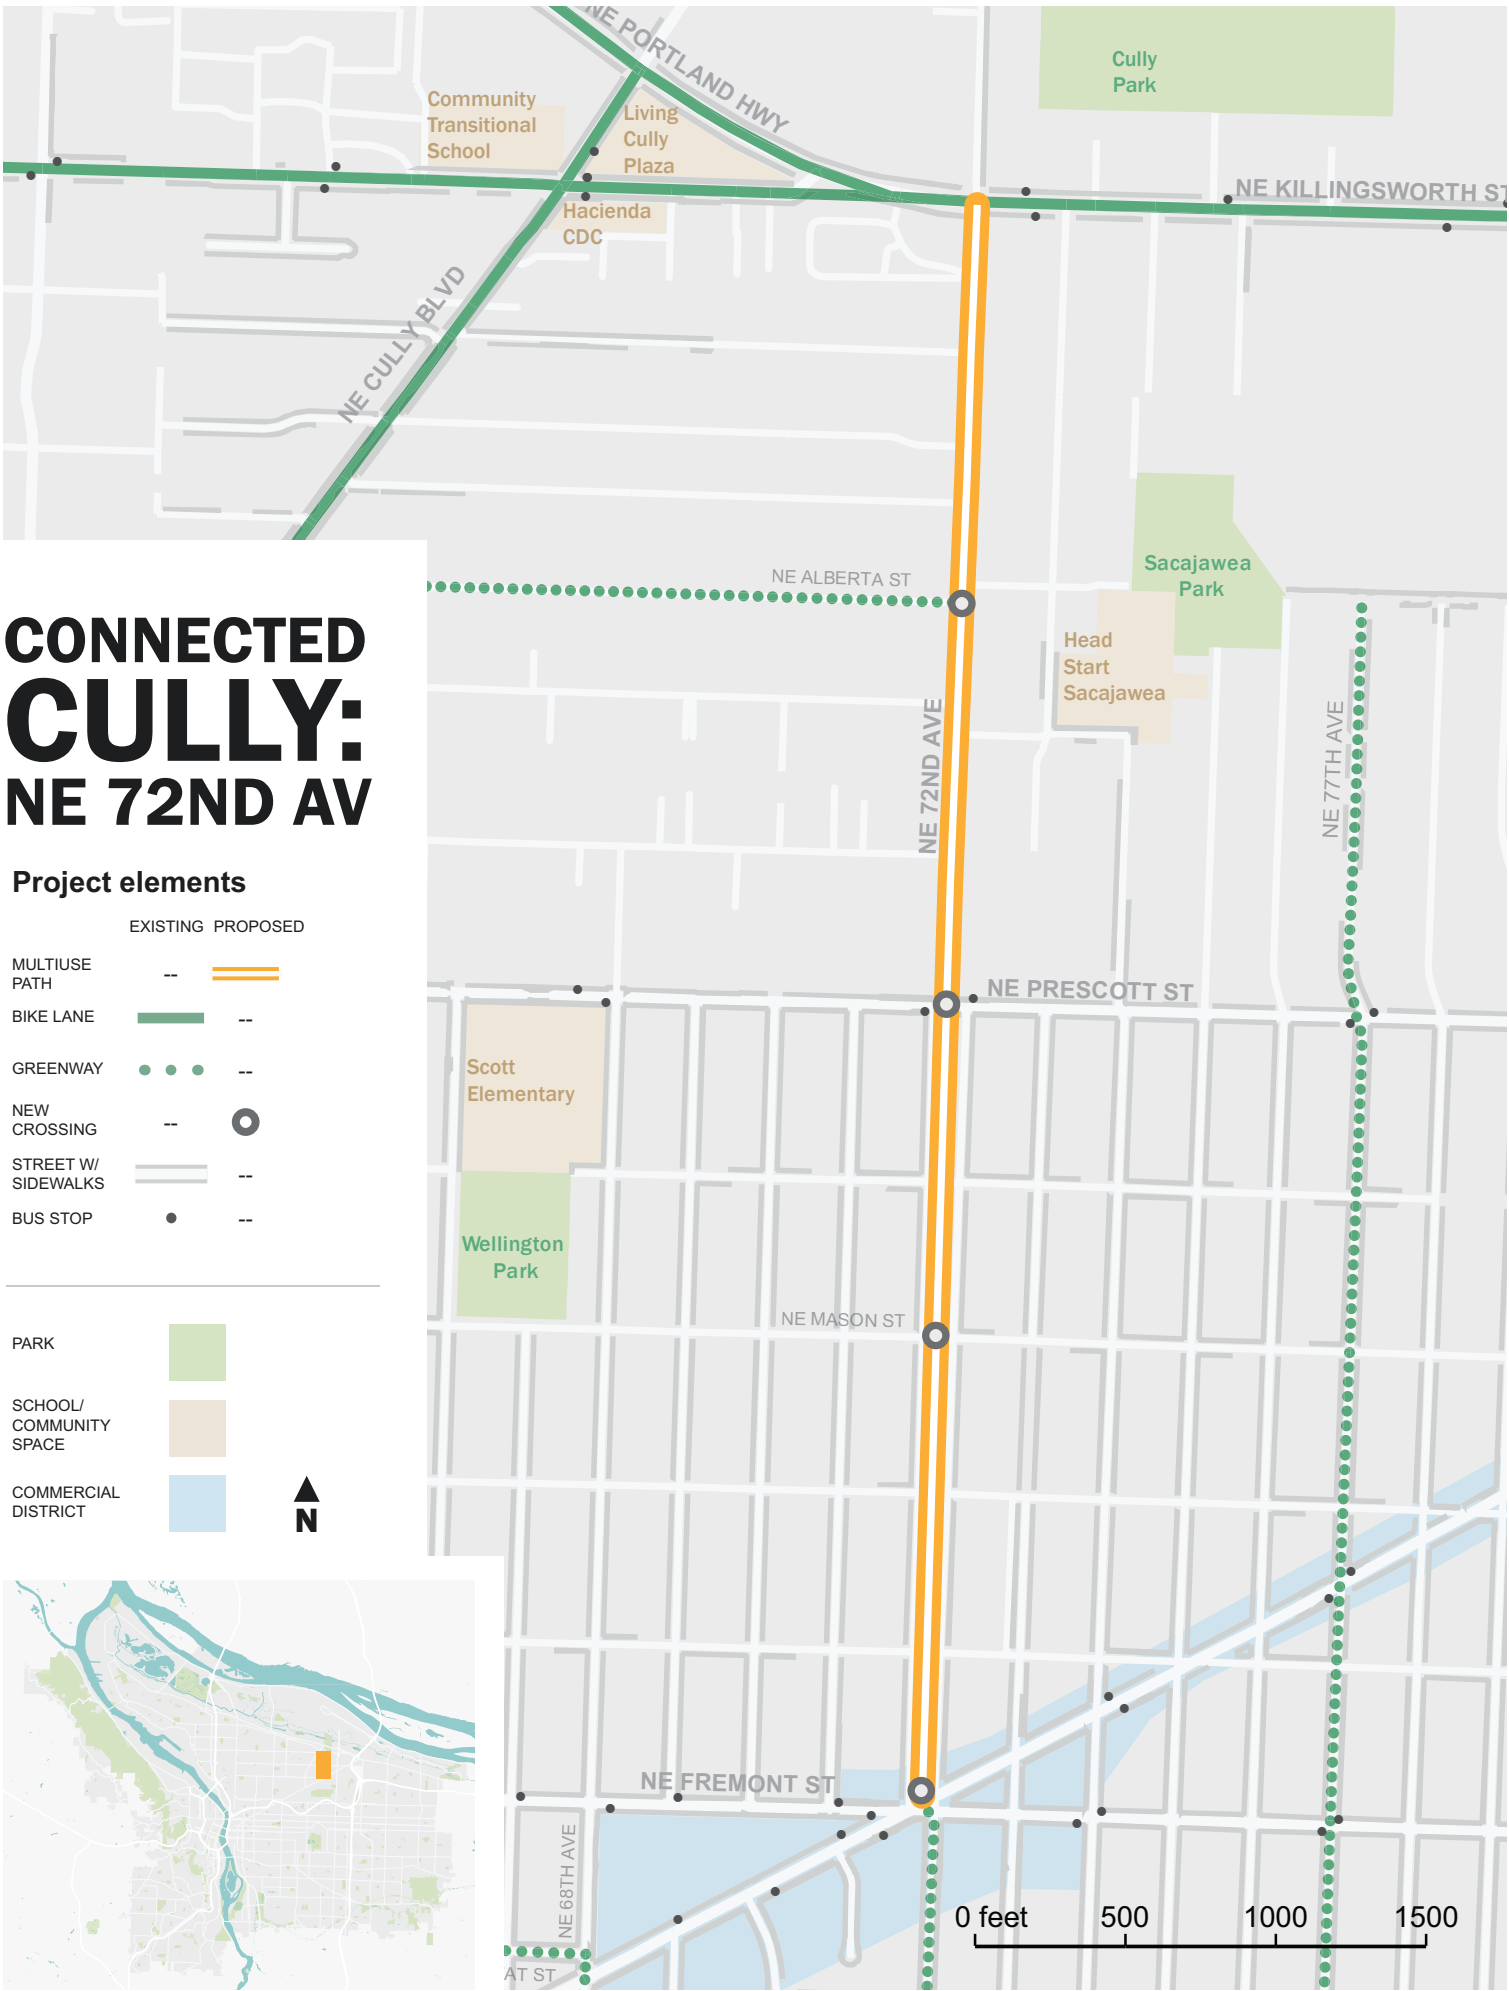 NE PORTLAND HWY
Cully
Park
Community
Transitional
School
Living
Cully
Plaza
NE KILLINGSWORTH ST
Hacienda
CDC
NE CULLY BLVD
Sacajawea
Park
NE ALBERTA ST
Head
Start
Sacajawea
NE 72ND AVE
NE 77TH AVE
CONNECTED
CULLY:
NE 72ND AV
Project elements
EXISTING PROPOSED
MULTIUSE
PATH
--
BIKE LANE
--
GREENWAY
--
NEW
CROSSING
--
STREET W/
SIDEWALKS
--
BUS STOP
--
NE PRESCOTT ST
Scott
Elementary
Wellington
Park
NE MASON ST
PARK
SCHOOL/
COMMUNITY
SPACE
COMMERCIAL
DISTRICT
N
NE FREMONT ST
NE 68TH AVE
0 feet 500 1000 1500
AT ST